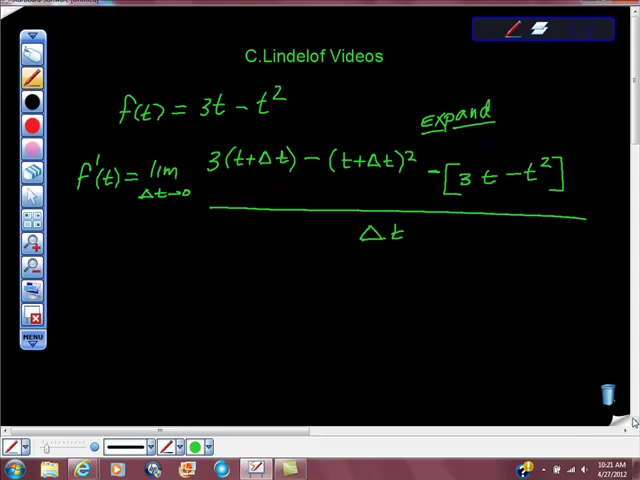 C.Lindelof Videos
f(t) = 3t - t²
expand
f'(t) = lim Δt→0 3(t+Δt) - (t+Δt)² - [3t - t²]
Δt
MENU
10:21 AM
4/27/2012